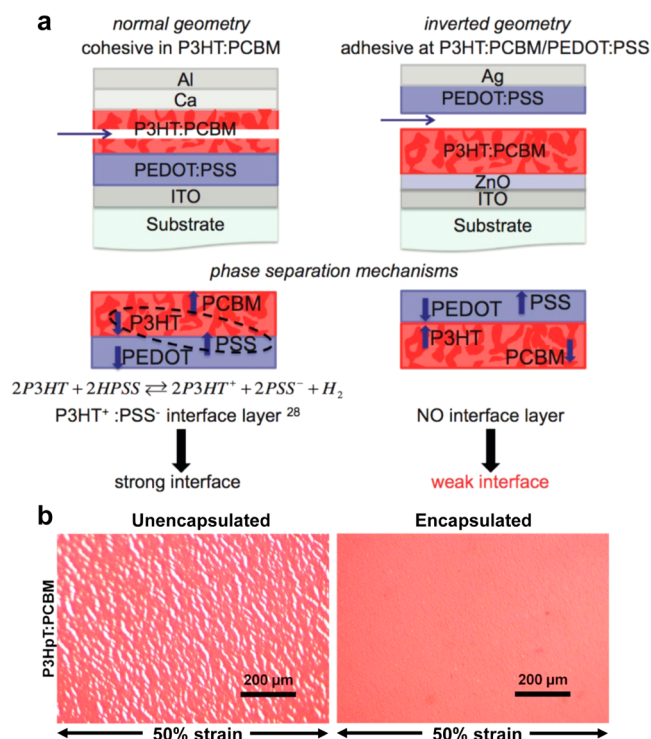 a
normal geometry
cohesive in P3HT:PCBM
Al
Ca
P3HT:PCBM
PEDOT:PSS
ITO
Substrate
inverted geometry
adhesive at P3HT:PCBM/PEDOT:PSS
Ag
PEDOT:PSS
P3HT:PCBM
ZnO
ITO
Substrate
phase separation mechanisms
PCBM
P3HT
PSS
PEDOT
2P3HT + 2HPSS ⇄ 2P3HT⁺ + 2PSS⁻ + H₂
P3HT⁺ :PSS⁻ interface layer ²⁸
strong interface
PEDOT PSS
P3HT
PCBM
NO interface layer
weak interface
b
Unencapsulated
Encapsulated
P3HpT:PCBM
200 µm
200 µm
50% strain
50% strain